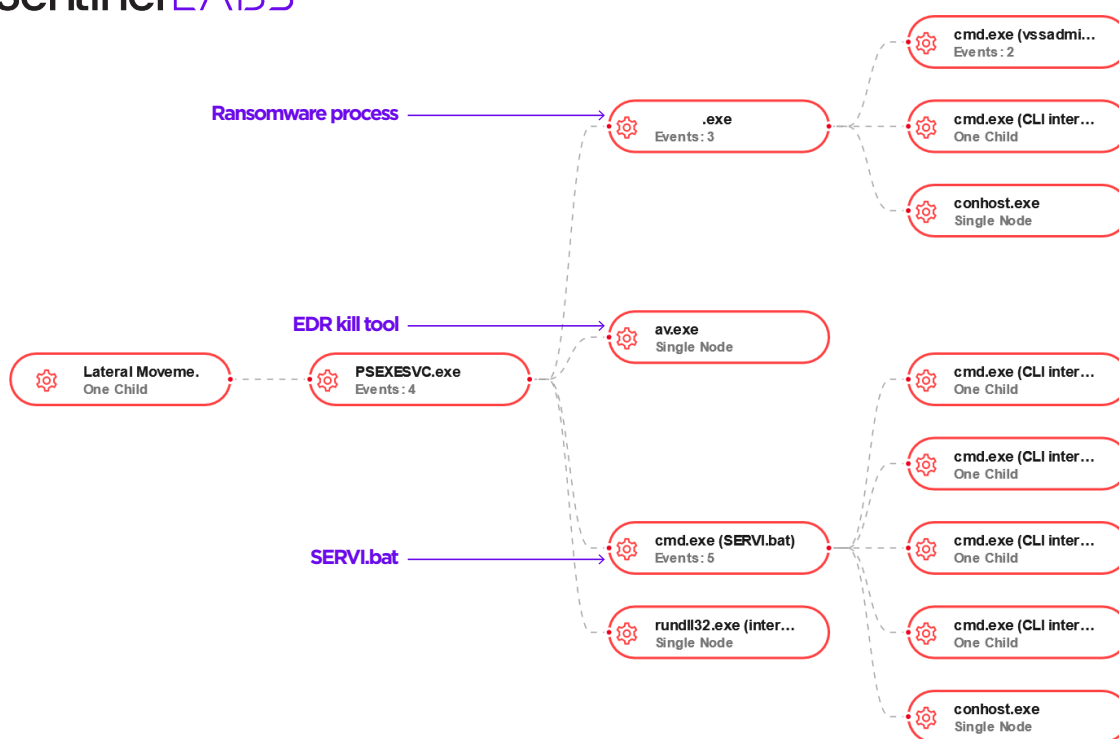 SentinelLABS
cmd.exe (vssadmi...
Events: 2
Ransomware process
.exe
Events: 3
cmd.exe (CLI inter...
One Child
conhost.exe
Single Node
EDR kill tool
av.exe
Single Node
Lateral Moveme.
One Child
PSEXESVC.exe
Events: 4
cmd.exe (CLI inter...
One Child
cmd.exe (CLI inter...
One Child
SERVI.bat
cmd.exe (SERVI.bat)
Events: 5
cmd.exe (CLI inter...
One Child
rundll32.exe (inter...
Single Node
cmd.exe (CLI inter...
One Child
conhost.exe
Single Node